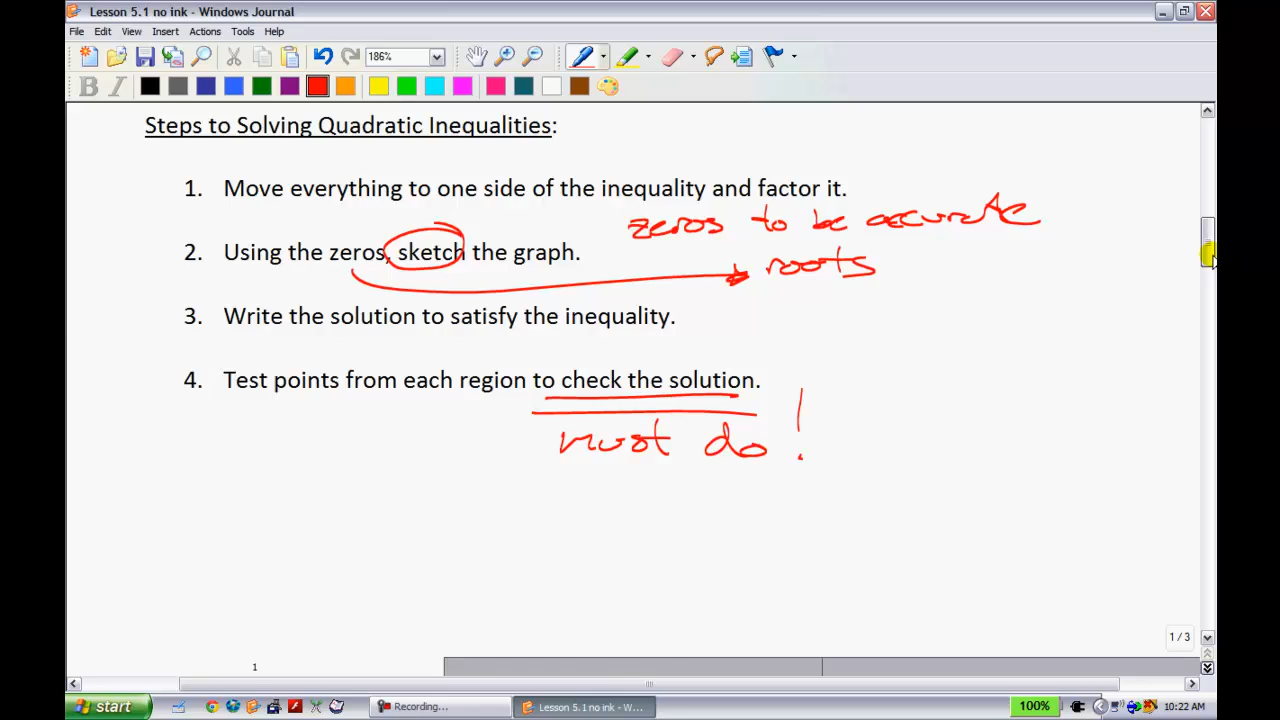 Lesson 5.1 no ink - Windows Journal
File Edit View Insert Actions Tools Help
186%
B I
Steps to Solving Quadratic Inequalities:
1. Move everything to one side of the inequality and factor it.
zeros to be accurate
2. Using the zeros, sketch the graph.
roots
3. Write the solution to satisfy the inequality.
4. Test points from each region to check the solution.
must do!
1 / 3
1
start Recording... Lesson 5.1 no ink - W... 100% 10:22 AM